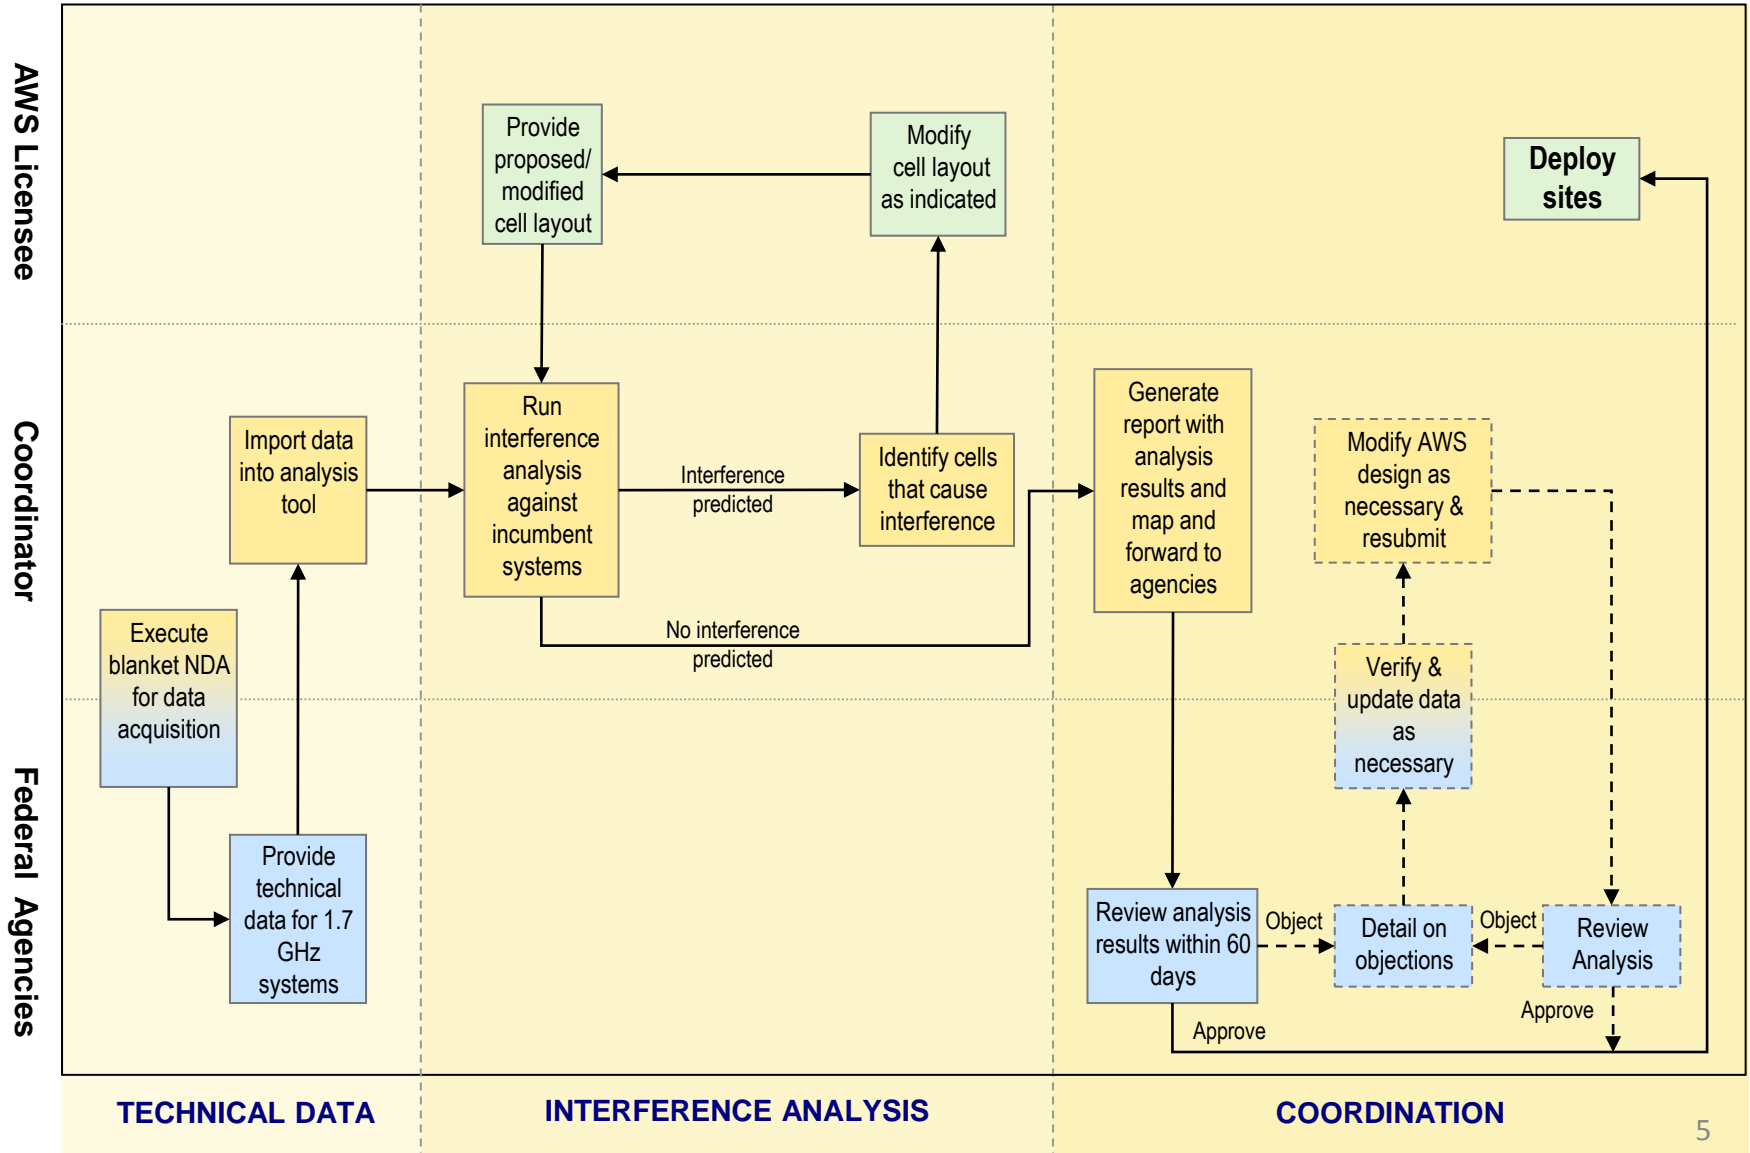 AWS Licensee
Coordinator
Federal Agencies
Provide
proposed/
modified
cell layout
Modify
cell layout
as indicated
Deploy
sites
Import data
into analysis
tool
Run
interference
analysis
against
incumbent
systems
Interference
predicted
Identify cells
that cause
interference
No interference
predicted
Generate
report with
analysis
results and
map and
forward to
agencies
Modify AWS
design as
necessary &
resubmit
Execute
blanket NDA
for data
acquisition
Verify &
update data
as
necessary
Provide
technical
data for 1.7
GHz
systems
Review analysis
results within 60
days
Object
Detail on
objections
Object
Review
Analysis
Approve
Approve
TECHNICAL DATA
INTERFERENCE ANALYSIS
COORDINATION
5